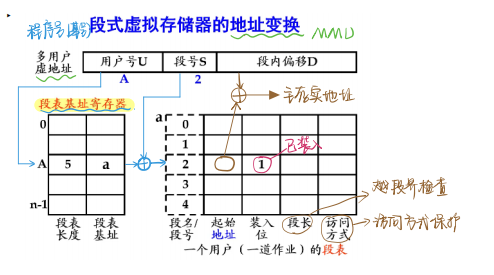 段式虚拟存储器的地址变换
程序号(基号)
MMU
多用户
虚地址
用户号U 段号S 段内偏移D
A 2
主存实地址
段表基址寄存器
a
0
A 5 a
n-1
段表
长度
段表
基址
0
1
2 1
3
4
已装入
段名/
段号
起始
地址
装入
位
段长
访问
方式
越段界检查
访问方式保护
一个用户（一道作业）的段表